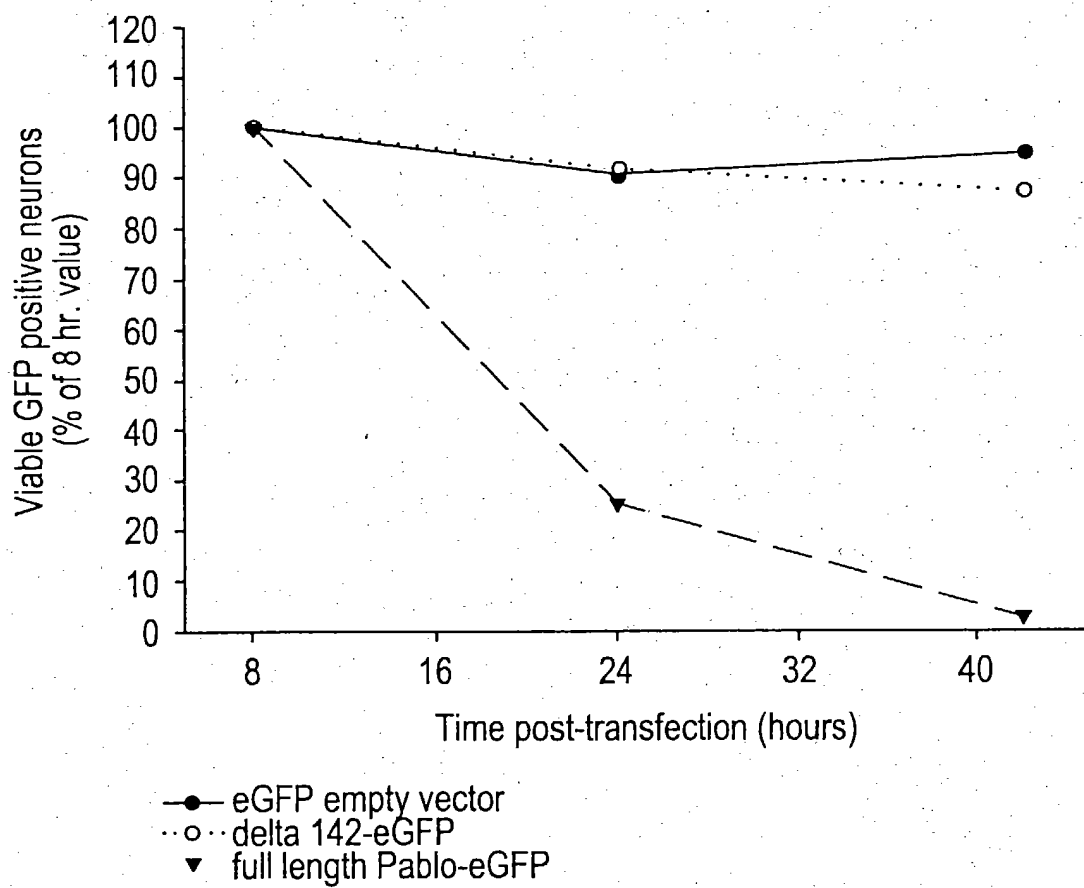 120
110
100
90
80
70
60
50
40
30
20
10
0
Viable GFP positive neurons
(% of 8 hr. value)
8 16 24 32 40
Time post-transfection (hours)
eGFP empty vector
delta 142-eGFP
full length Pablo-eGFP